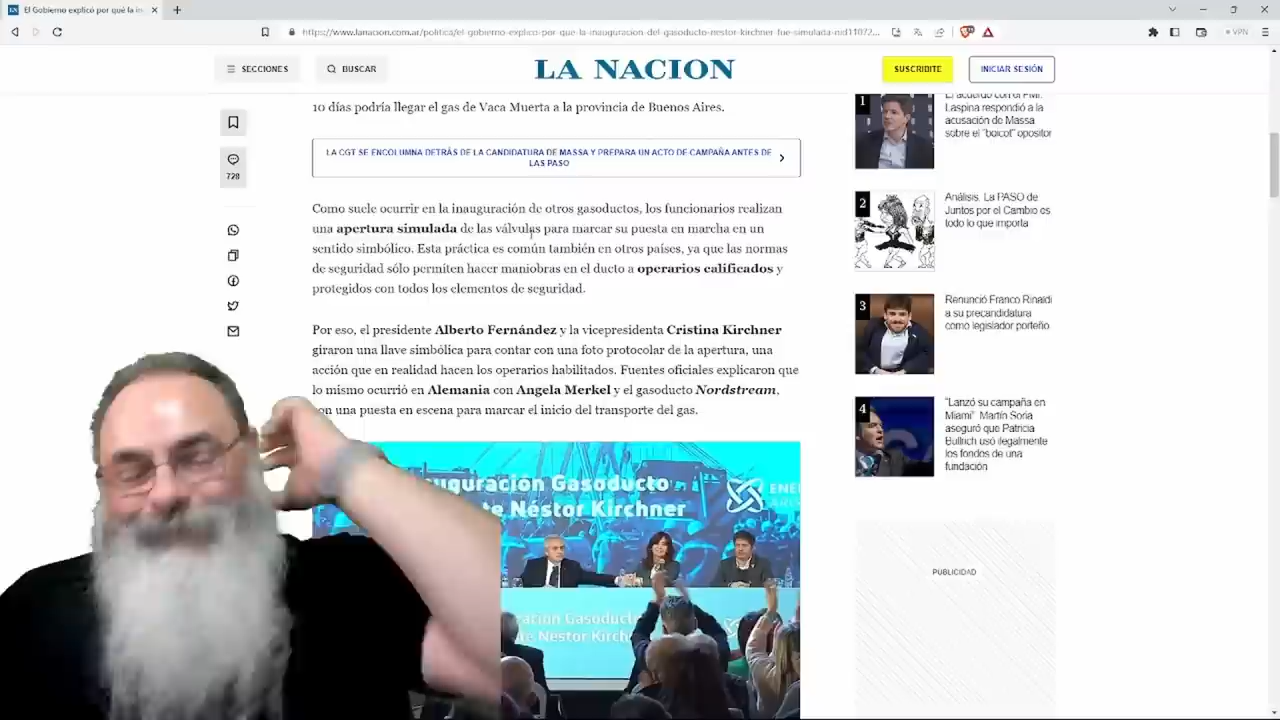 El Gobierno explicó por qué la in
https://www.lanacion.com.ar/politica/el-gobierno-explico-por-que-la-inauguracion-del-gasoducto-nestor-kirchner-fue-simulada-nid11072...
VPN
SECCIONES
BUSCAR
LA NACION
SUSCRIBITE
INICIAR SESIÓN
10 días podría llegar el gas de Vaca Muerta a la provincia de Buenos Aires.
728
LA CGT SE ENCOLUMNA DETRÁS DE LA CANDIDATURA DE MASSA Y PREPARA UN ACTO DE CAMPAÑA ANTES DE
LAS PASO
Como suele ocurrir en la inauguración de otros gasoductos, los funcionarios realizan
una apertura simulada de las válvulas para marcar su puesta en marcha en un
sentido simbólico. Esta práctica es común también en otros países, ya que las normas
de seguridad sólo permiten hacer maniobras en el ducto a operarios calificados y
protegidos con todos los elementos de seguridad.
Por eso, el presidente Alberto Fernández y la vicepresidenta Cristina Kirchner
giraron una llave simbólica para contar con una foto protocolar de la apertura, una
acción que en realidad hacen los operarios habilitados. Fuentes oficiales explicaron que
lo mismo ocurrió en Alemania con Angela Merkel y el gasoducto Nordstream,
una puesta en escena para marcar el inicio del transporte del gas.
Gasoducto
Néstor Kirchner
Gasoducto
Néstor
1
El acuerdo con el FMI.
Laspina respondió a la
acusación de Massa
sobre el "boicot" opositor
2
Análisis. La PASO de
Juntos por el Cambio es
todo lo que importa
3
Renunció Franco Rinaldi
a su precandidatura
como legislador porteño
4
"Lanzó su campaña en
Miami". Martín Soria
aseguró que Patricia
Bullrich usó ilegalmente
los fondos de una
fundación
PUBLICIDAD